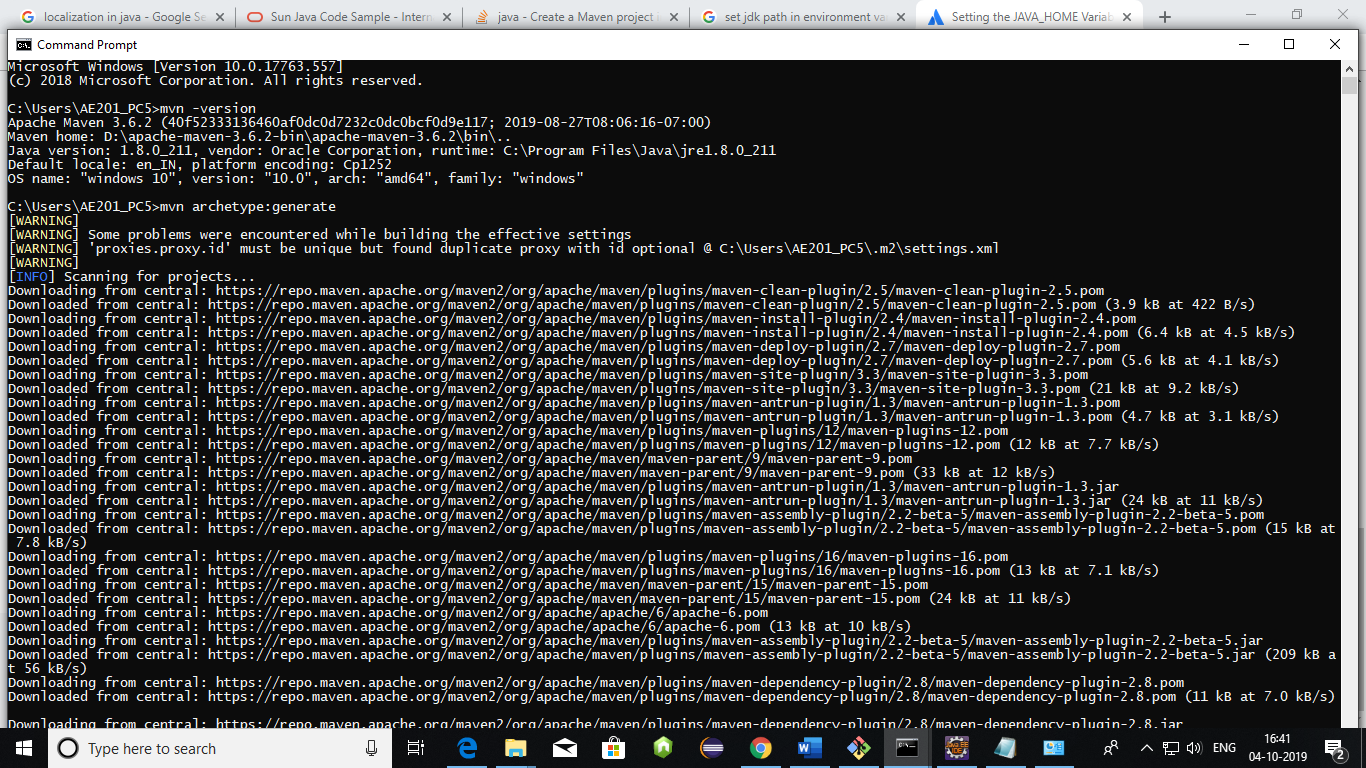 localization in java - Google Se
Sun Java Code Sample - Intern
java - Create a Maven project i
set jdk path in environment va
Setting the JAVA_HOME Variab
Command Prompt
Microsoft Windows [Version 10.0.17763.557]
(c) 2018 Microsoft Corporation. All rights reserved.
C:\Users\AE201_PC5>mvn -version
Apache Maven 3.6.2 (40f52333136460af0dc0d7232c0dc0bcf0d9e117; 2019-08-27T08:06:16-07:00)
Maven home: D:\apache-maven-3.6.2-bin\apache-maven-3.6.2\bin\..
Java version: 1.8.0_211, vendor: Oracle Corporation, runtime: C:\Program Files\Java\jre1.8.0_211
Default locale: en_IN, platform encoding: Cp1252
OS name: "windows 10", version: "10.0", arch: "amd64", family: "windows"
C:\Users\AE201_PC5>mvn archetype:generate
[WARNING]
[WARNING] Some problems were encountered while building the effective settings
[WARNING] 'proxies.proxy.id' must be unique but found duplicate proxy with id optional @ C:\Users\AE201_PC5\.m2\settings.xml
[WARNING]
[INFO] Scanning for projects...
Downloading from central: https://repo.maven.apache.org/maven2/org/apache/maven/plugins/maven-clean-plugin/2.5/maven-clean-plugin-2.5.pom
Downloaded from central: https://repo.maven.apache.org/maven2/org/apache/maven/plugins/maven-clean-plugin/2.5/maven-clean-plugin-2.5.pom (3.9 kB at 422 B/s)
Downloading from central: https://repo.maven.apache.org/maven2/org/apache/maven/plugins/maven-install-plugin/2.4/maven-install-plugin-2.4.pom
Downloaded from central: https://repo.maven.apache.org/maven2/org/apache/maven/plugins/maven-install-plugin/2.4/maven-install-plugin-2.4.pom (6.4 kB at 4.5 kB/s)
Downloading from central: https://repo.maven.apache.org/maven2/org/apache/maven/plugins/maven-deploy-plugin/2.7/maven-deploy-plugin-2.7.pom
Downloaded from central: https://repo.maven.apache.org/maven2/org/apache/maven/plugins/maven-deploy-plugin/2.7/maven-deploy-plugin-2.7.pom (5.6 kB at 4.1 kB/s)
Downloading from central: https://repo.maven.apache.org/maven2/org/apache/maven/plugins/maven-site-plugin/3.3/maven-site-plugin-3.3.pom
Downloaded from central: https://repo.maven.apache.org/maven2/org/apache/maven/plugins/maven-site-plugin/3.3/maven-site-plugin-3.3.pom (21 kB at 9.2 kB/s)
Downloading from central: https://repo.maven.apache.org/maven2/org/apache/maven/plugins/maven-antrun-plugin/1.3/maven-antrun-plugin-1.3.pom
Downloaded from central: https://repo.maven.apache.org/maven2/org/apache/maven/plugins/maven-antrun-plugin/1.3/maven-antrun-plugin-1.3.pom (4.7 kB at 3.1 kB/s)
Downloading from central: https://repo.maven.apache.org/maven2/org/apache/maven/plugins/maven-plugins/12/maven-plugins-12.pom
Downloaded from central: https://repo.maven.apache.org/maven2/org/apache/maven/plugins/maven-plugins/12/maven-plugins-12.pom (12 kB at 7.7 kB/s)
Downloading from central: https://repo.maven.apache.org/maven2/org/apache/maven/maven-parent/9/maven-parent-9.pom
Downloaded from central: https://repo.maven.apache.org/maven2/org/apache/maven/maven-parent/9/maven-parent-9.pom (33 kB at 12 kB/s)
Downloading from central: https://repo.maven.apache.org/maven2/org/apache/maven/plugins/maven-antrun-plugin/1.3/maven-antrun-plugin-1.3.jar
Downloaded from central: https://repo.maven.apache.org/maven2/org/apache/maven/plugins/maven-antrun-plugin/1.3/maven-antrun-plugin-1.3.jar (24 kB at 11 kB/s)
Downloading from central: https://repo.maven.apache.org/maven2/org/apache/maven/plugins/maven-assembly-plugin/2.2-beta-5/maven-assembly-plugin-2.2-beta-5.pom
Downloaded from central: https://repo.maven.apache.org/maven2/org/apache/maven/plugins/maven-assembly-plugin/2.2-beta-5/maven-assembly-plugin-2.2-beta-5.pom (15 kB at
7.8 kB/s)
Downloading from central: https://repo.maven.apache.org/maven2/org/apache/maven/plugins/maven-plugins/16/maven-plugins-16.pom
Downloaded from central: https://repo.maven.apache.org/maven2/org/apache/maven/plugins/maven-plugins/16/maven-plugins-16.pom (13 kB at 7.1 kB/s)
Downloading from central: https://repo.maven.apache.org/maven2/org/apache/maven/maven-parent/15/maven-parent-15.pom
Downloaded from central: https://repo.maven.apache.org/maven2/org/apache/maven/maven-parent/15/maven-parent-15.pom (24 kB at 11 kB/s)
Downloading from central: https://repo.maven.apache.org/maven2/org/apache/apache/6/apache-6.pom
Downloaded from central: https://repo.maven.apache.org/maven2/org/apache/apache/6/apache-6.pom (13 kB at 10 kB/s)
Downloading from central: https://repo.maven.apache.org/maven2/org/apache/maven/plugins/maven-assembly-plugin/2.2-beta-5/maven-assembly-plugin-2.2-beta-5.jar
Downloaded from central: https://repo.maven.apache.org/maven2/org/apache/maven/plugins/maven-assembly-plugin/2.2-beta-5/maven-assembly-plugin-2.2-beta-5.jar (209 kB a
t 56 kB/s)
Downloading from central: https://repo.maven.apache.org/maven2/org/apache/maven/plugins/maven-dependency-plugin/2.8/maven-dependency-plugin-2.8.pom
Downloaded from central: https://repo.maven.apache.org/maven2/org/apache/maven/plugins/maven-dependency-plugin/2.8/maven-dependency-plugin-2.8.pom (11 kB at 7.0 kB/s)
Downloading from central: https://repo.maven.apache.org/maven2/org/apache/maven/plugins/maven-dependency-plugin/2.8/maven-dependency-plugin-2.8.jar
Type here to search
ENG
16:41
04-10-2019
2